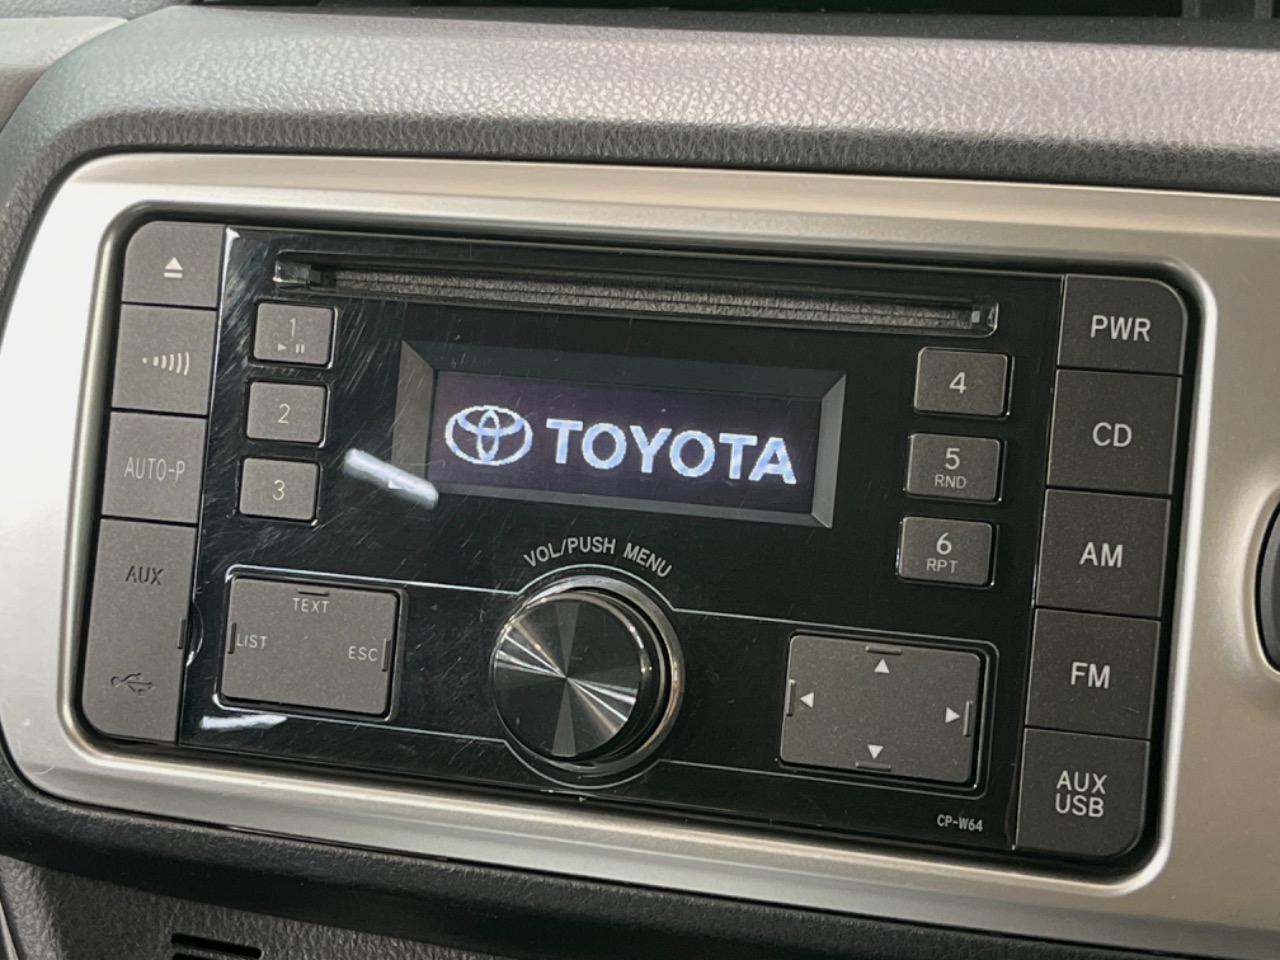 1
2
3
AUTO-P
AUX
TOYOTA
VOL/PUSH MENU
TEXT
LIST
ESC
4
5
RND
6
RPT
PWR
CD
AM
FM
AUX
USB
CP-W64